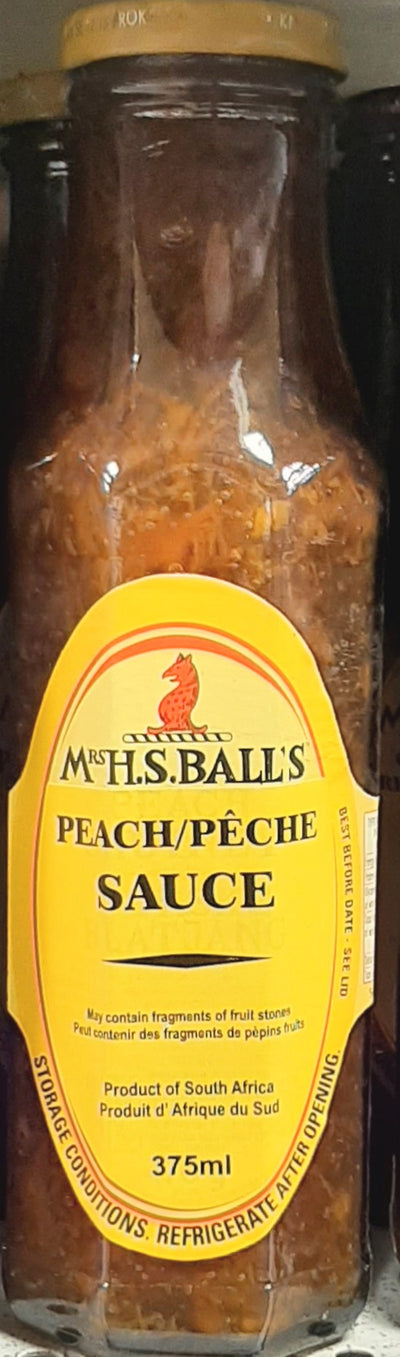 MRS H.S. BALL'S
PEACH/PÊCHE
SAUCE
May contain fragments of fruit stones
Peut contenir des fragments de pèpins fruits
Product of South Africa
Produit d' Afrique du Sud
375ml
STORAGE CONDITIONS. REFRIGERATE AFTER OPENING.
BEST BEFORE DATE - SEE LID